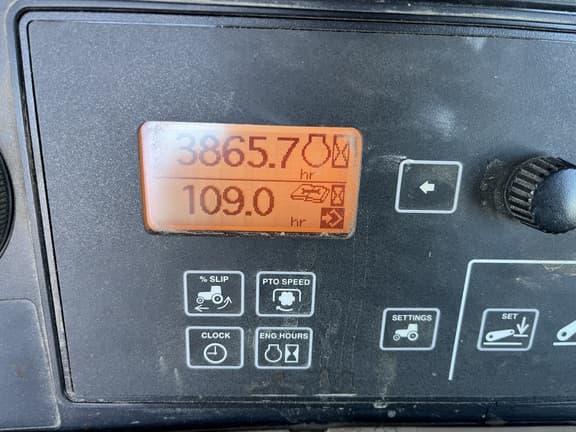 3865.7
hr
109.0
hr
% SLIP
PTO SPEED
CLOCK
ENG HOURS
SETTINGS
SET